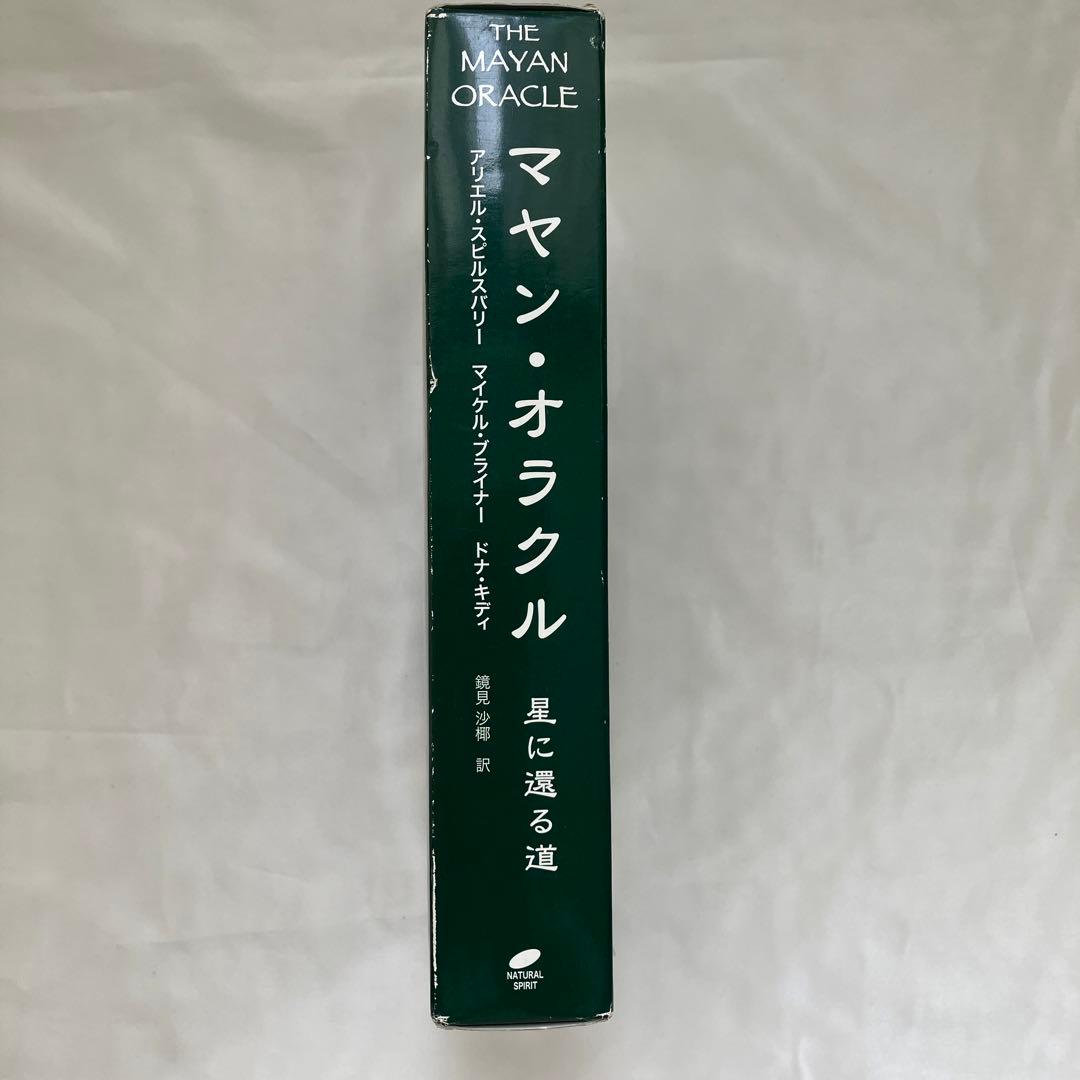 THE
MAYAN
ORACLE
マヤン・オラクル 星に還る道
アリエル・スピルスバリー マイケル・ブライナー ドナ・キディ
鏡見 沙椰 訳
NATURAL
SPIRIT